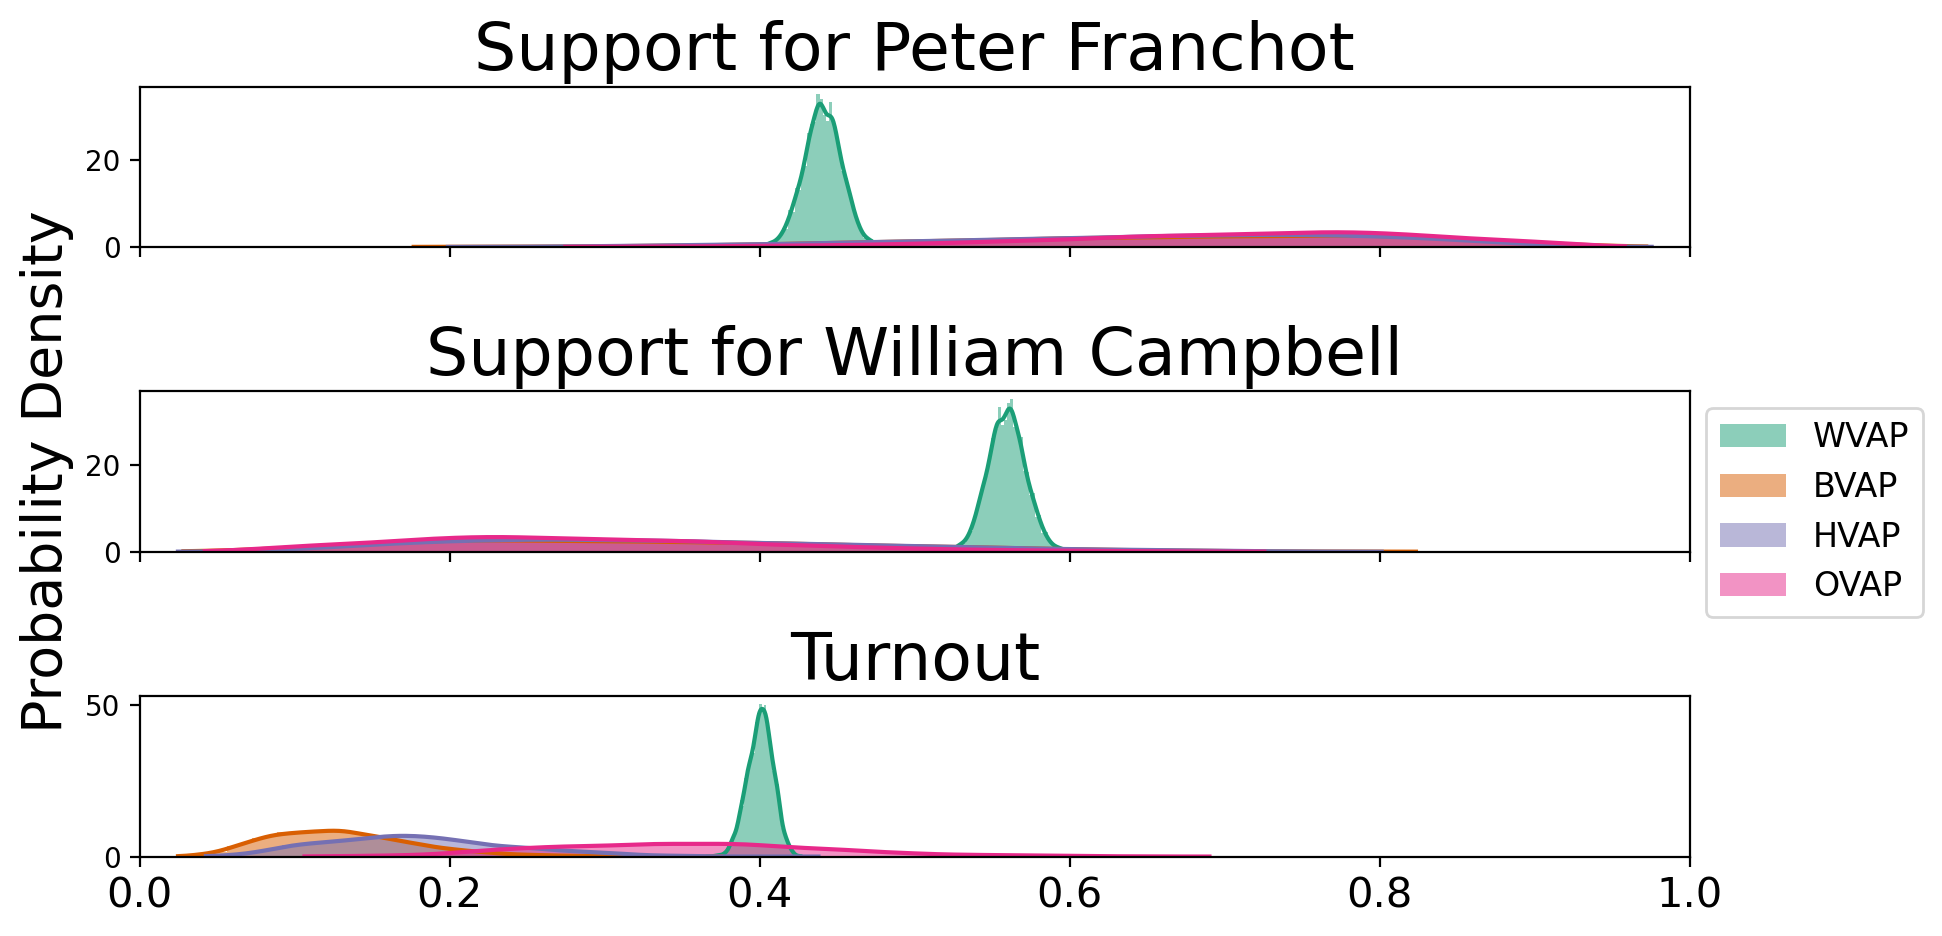 Support for Peter Franchot
20
0
Support for William Campbell
20
0
Probability Density
WVAP
BVAP
HVAP
OVAP
Turnout
50
0
0.0 0.2 0.4 0.6 0.8 1.0